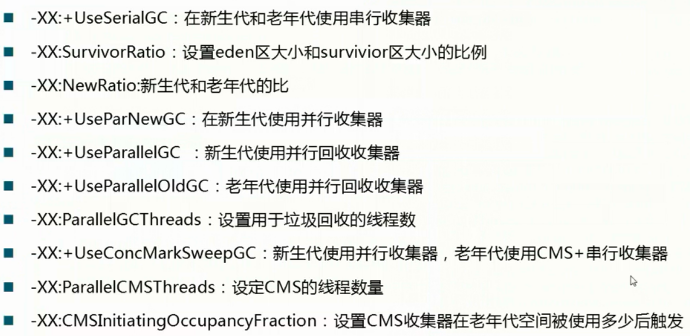 -XX:+UseSerialGC：在新生代和老年代使用串行收集器
-XX:SurvivorRatio：设置eden区大小和survivior区大小的比例
-XX:NewRatio:新生代和老年代的比
-XX:+UseParNewGC：在新生代使用并行收集器
-XX:+UseParallelGC ：新生代使用并行回收收集器
-XX:+UseParallelOldGC：老年代使用并行回收收集器
-XX:ParallelGCThreads：设置用于垃圾回收的线程数
-XX:+UseConcMarkSweepGC：新生代使用并行收集器，老年代使用CMS+串行收集器
-XX:ParallelCMSThreads：设定CMS的线程数量
-XX:CMSInitiatingOccupancyFraction：设置CMS收集器在老年代空间被使用多少后触发